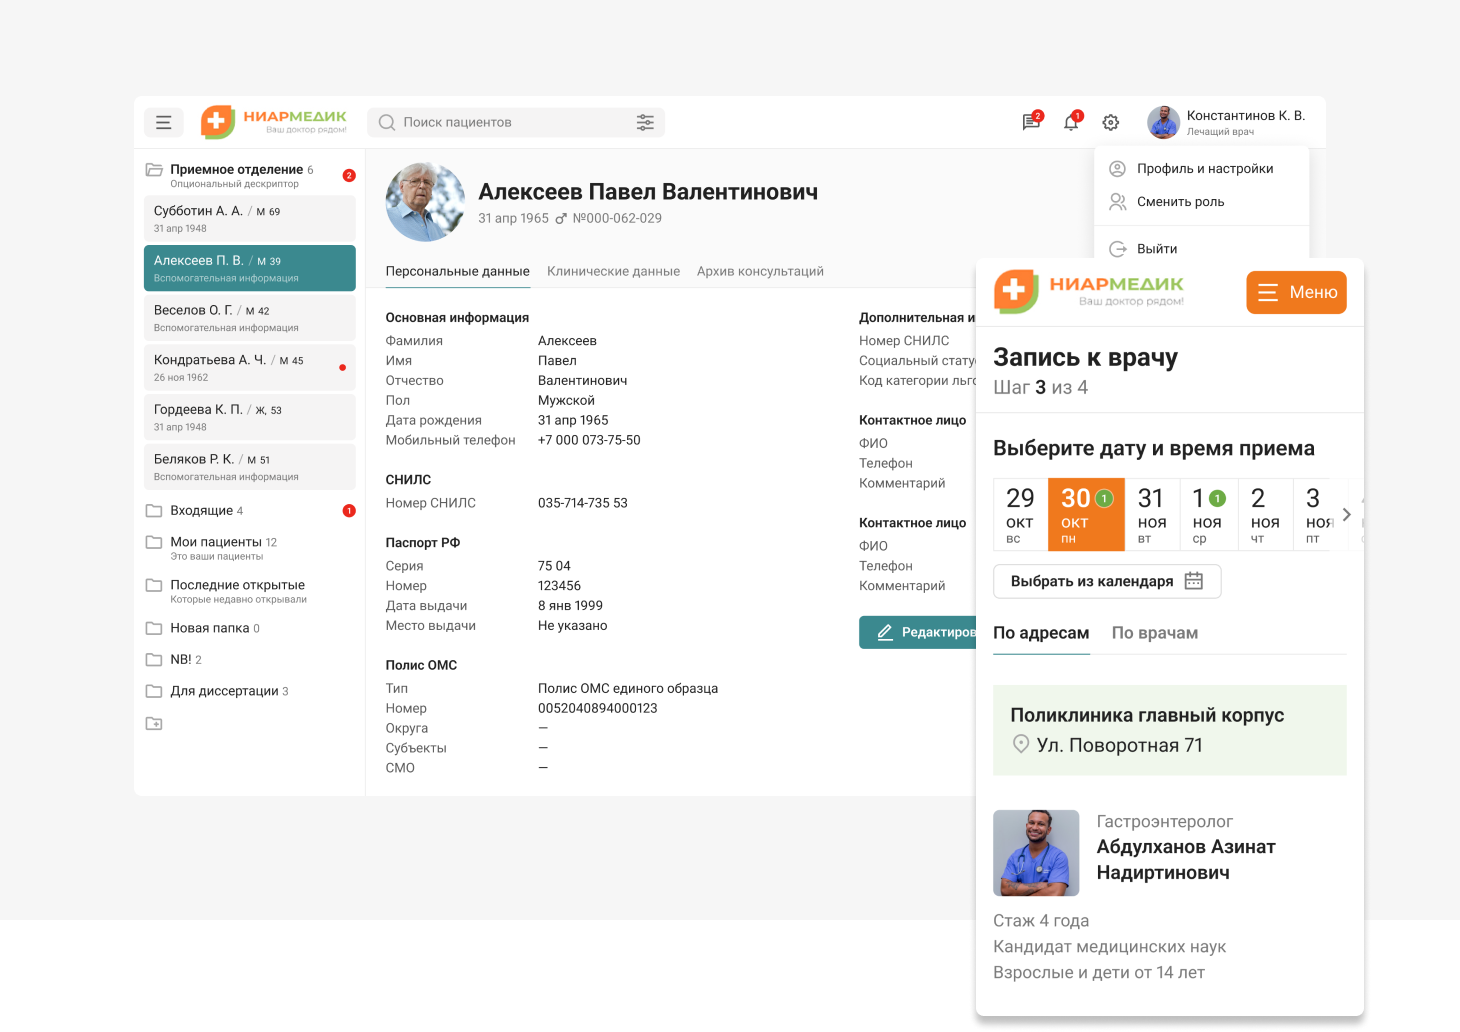 НИАРМЕДИК
Ваш доктор рядом!
Поиск пациентов
2
1
Константинов К. В.
Лечащий врач
Профиль и настройки
Сменить роль
Выйти
Приемное отделение 6
Опциональный дескриптор
2
Субботин А. А. / М 69
31 апр 1948
Алексеев П. В. / М 39
Вспомогательная информация
Веселов О. Г. / М 42
Вспомогательная информация
Кондратьева А. Ч. / М 45
26 ноя 1962
Гордеева К. П. / Ж, 53
31 апр 1948
Беляков Р. К. / М 51
Вспомогательная информация
Входящие 4
1
Мои пациенты 12
Это ваши пациенты
Последние открытые
Которые недавно открывали
Новая папка 0
NB! 2
Для диссертации 3
Алексеев Павел Валентинович
31 апр 1965 ♂ №000-062-029
Персональные данные Клинические данные Архив консультаций
Основная информация
Фамилия Алексеев
Имя Павел
Отчество Валентинович
Пол Мужской
Дата рождения 31 апр 1965
Мобильный телефон +7 000 073-75-50
СНИЛС
Номер СНИЛС 035-714-735 53
Паспорт РФ
Серия 75 04
Номер 123456
Дата выдачи 8 янв 1999
Место выдачи Не указано
Полис ОМС
Тип Полис ОМС единого образца
Номер 0052040894000123
Округа —
Субъекты —
СМО —
Дополнительная и
Номер СНИЛС
Социальный стату
Код категории льго
Контактное лицо
ФИО
Телефон
Комментарий
Контактное лицо
ФИО
Телефон
Комментарий
Редактиров
НИАРМЕДИК
Ваш доктор рядом!
Меню
Запись к врачу
Шаг 3 из 4
Выберите дату и время приема
29 30 1 31 1 1 2 3
ОКТ ОКТ НОЯ НОЯ НОЯ НОЯ
ВС ПН ВТ СР ЧТ ПТ
Выбрать из календаря
По адресам По врачам
Поликлиника главный корпус
Ул. Поворотная 71
Гастроэнтеролог
Абдулханов Азинат
Надиртинович
Стаж 4 года
Кандидат медицинских наук
Взрослые и дети от 14 лет